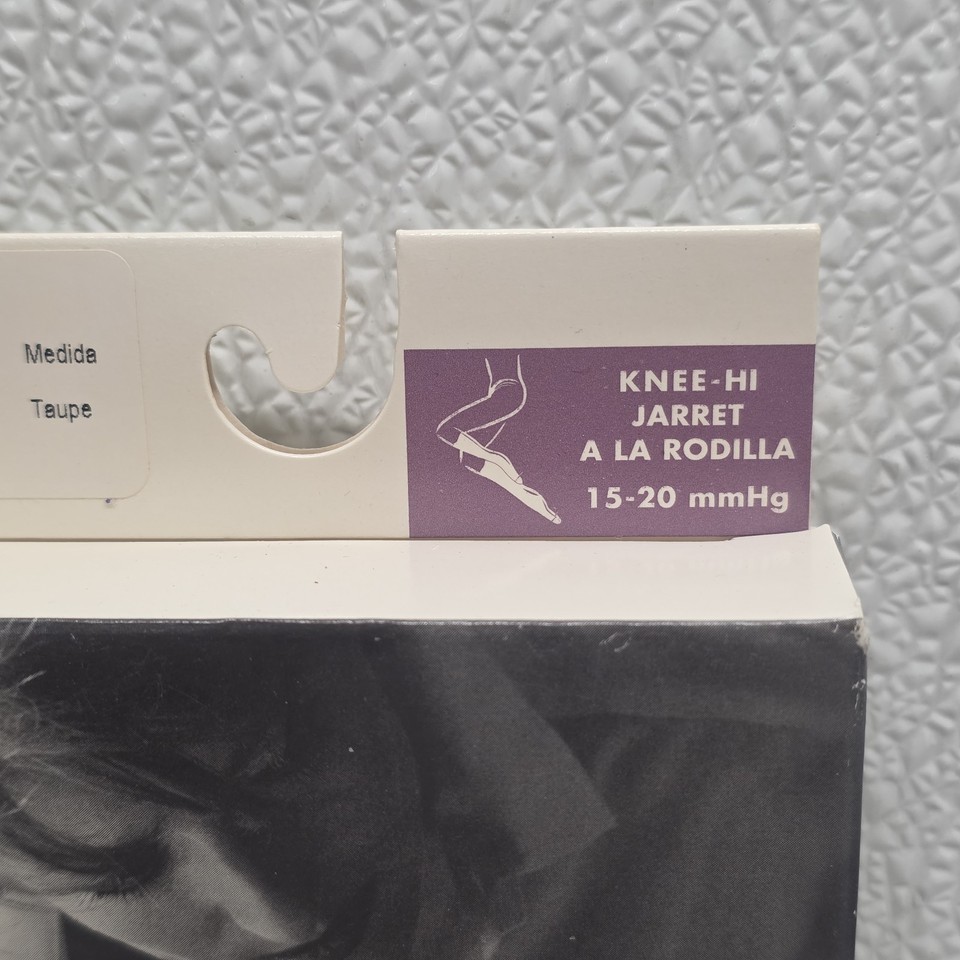 Medida
Taupe
KNEE-HI
JARRET
A LA RODILLA
15-20 mmHg